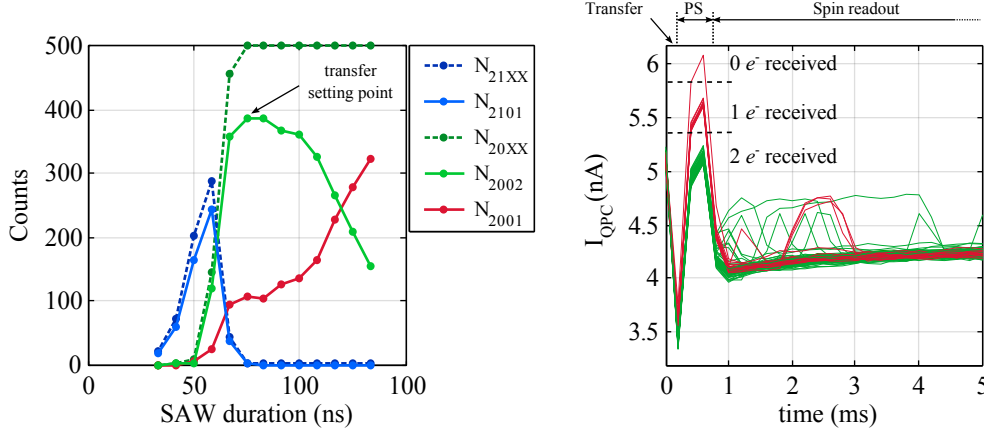 500
400
300
200
100
0
0
50
100
100
Counts
SAW duration (ns)
transfer
setting point
N21XX
N2101
N20XX
N2002
N2001
Transfer
PS
Spin readout
6
5.5
5
4.5
4
3.5
0
1
2
3
4
5
IQPC(nA)
time (ms)
0 e- received
1 e- received
2 e- received